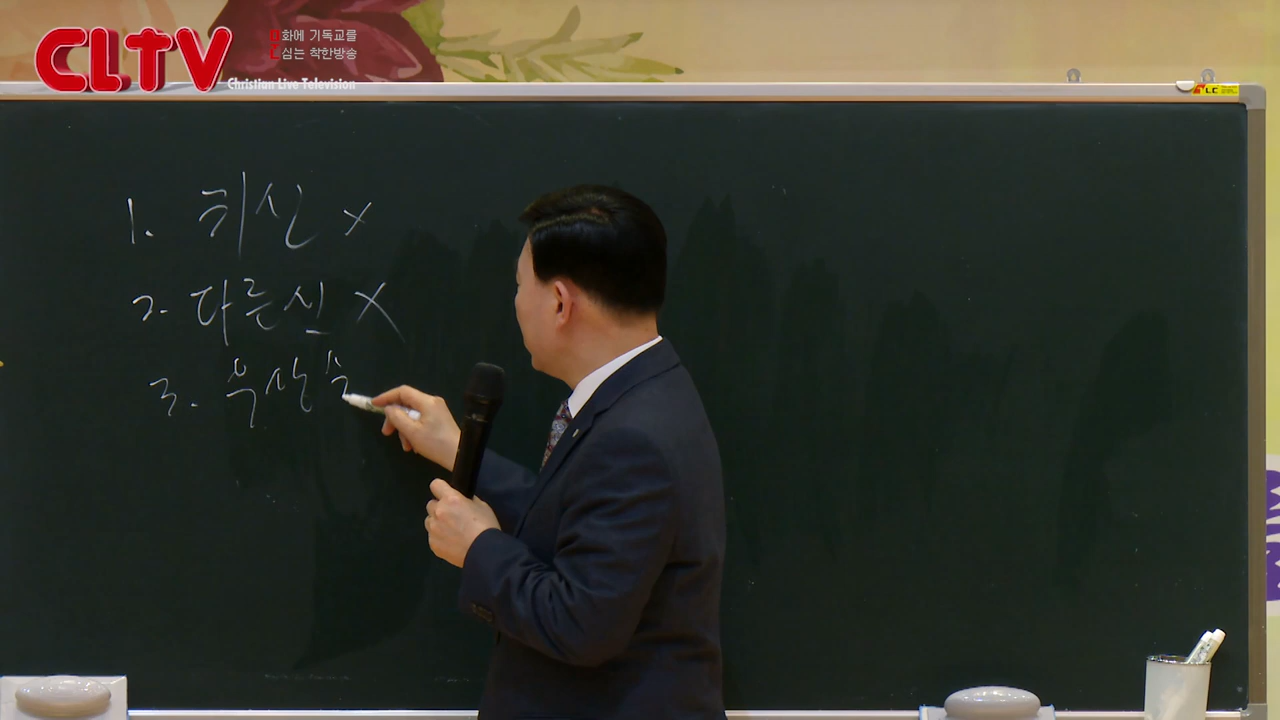 CLTV
문화에 기독교를
심는 착한방송
Christian Live Television
LC
1. 귀신 x
2. 다른신 X
3. 우상숭